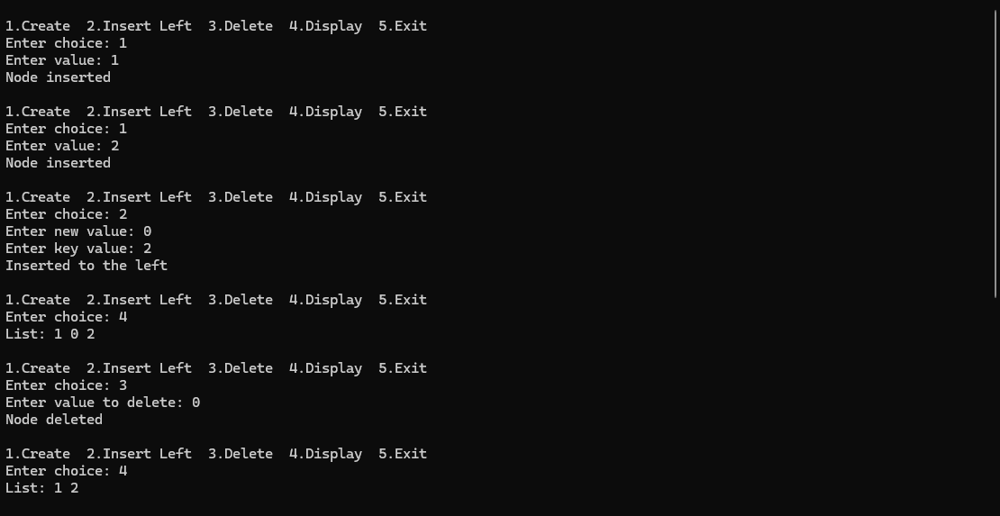 1.Create  2.Insert Left  3.Delete  4.Display  5.Exit
Enter choice: 1
Enter value: 1
Node inserted

1.Create  2.Insert Left  3.Delete  4.Display  5.Exit
Enter choice: 1
Enter value: 2
Node inserted

1.Create  2.Insert Left  3.Delete  4.Display  5.Exit
Enter choice: 2
Enter new value: 0
Enter key value: 2
Inserted to the left

1.Create  2.Insert Left  3.Delete  4.Display  5.Exit
Enter choice: 4
List: 1 0 2

1.Create  2.Insert Left  3.Delete  4.Display  5.Exit
Enter choice: 3
Enter value to delete: 0
Node deleted

1.Create  2.Insert Left  3.Delete  4.Display  5.Exit
Enter choice: 4
List: 1 2